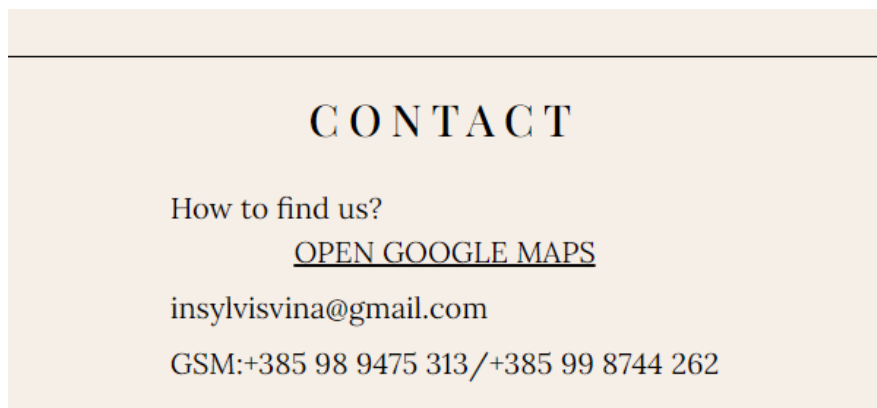 CONTACT
How to find us?
OPEN GOOGLE MAPS
insylvisvina@gmail.com
GSM:+385 98 9475 313/+385 99 8744 262